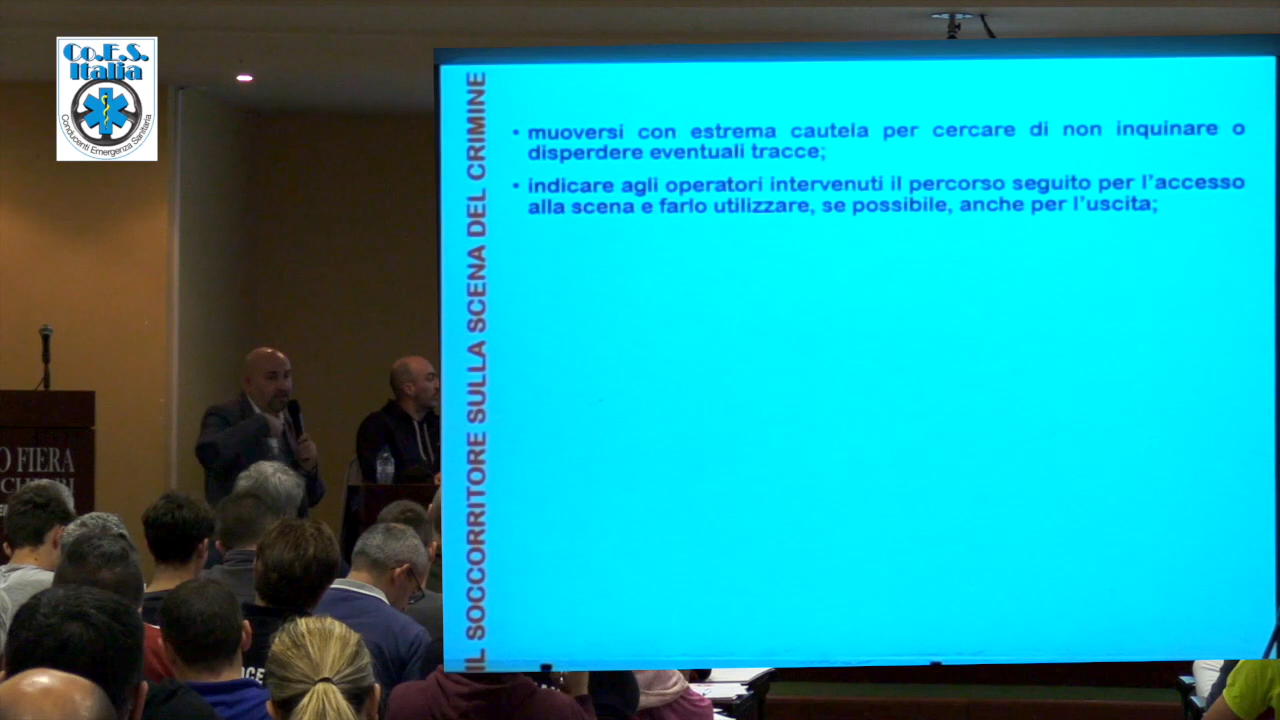 Co.E.S.
Italia
Conducenti Emergenza Sanitaria
IL SOCCORRITORE SULLA SCENA DEL CRIMINE
• muoversi con estrema cautela per cercare di non inquinare o
disperdere eventuali tracce;
• indicare agli operatori intervenuti il percorso seguito per l'accesso
alla scena e farlo utilizzare, se possibile, anche per l'uscita;
O FIERA